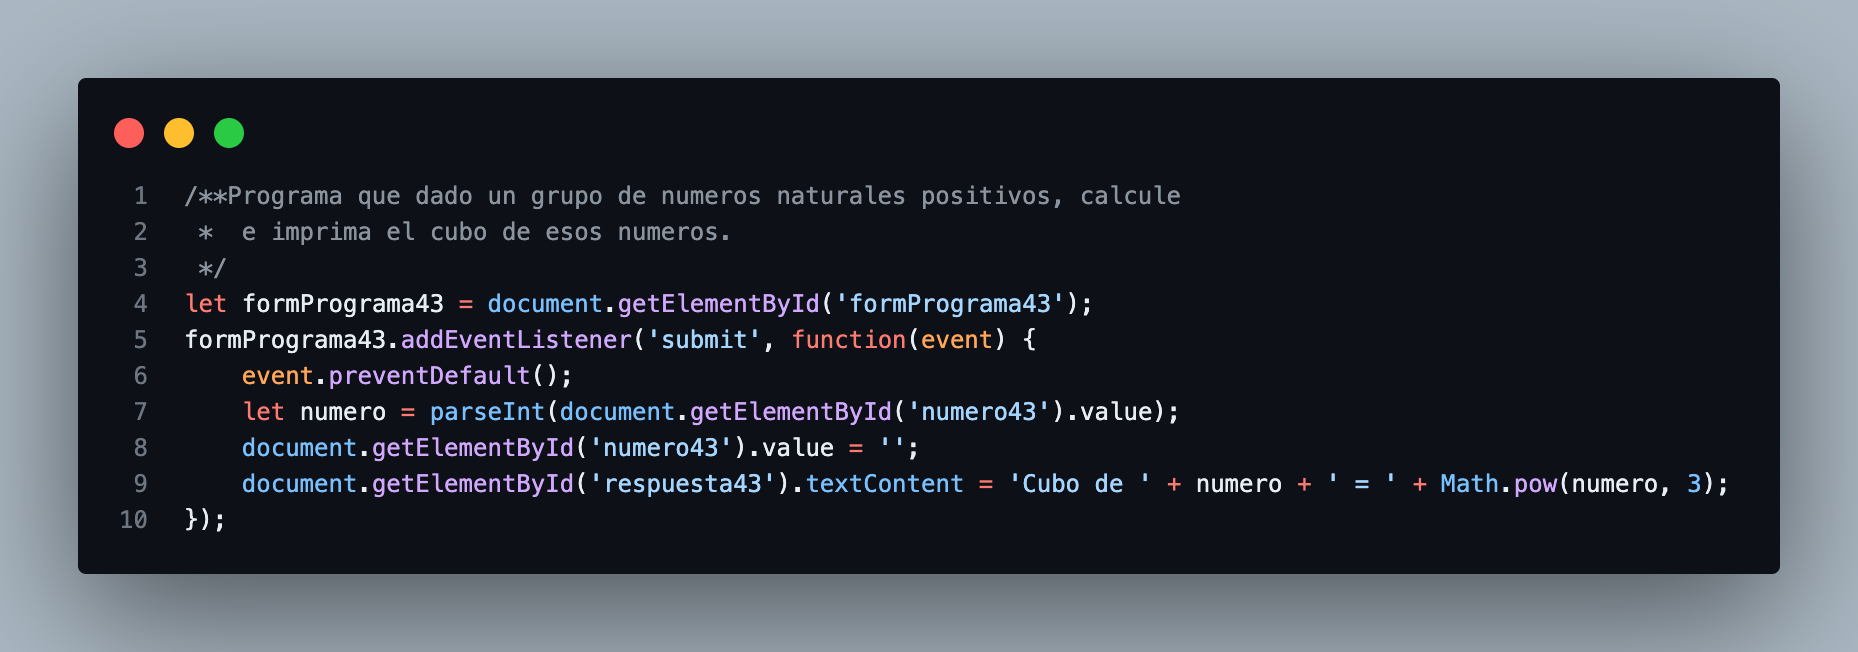 1 /**Programa que dado un grupo de numeros naturales positivos, calcule
2  *  e imprima el cubo de esos numeros.
3  */
4 let formPrograma43 = document.getElementById('formPrograma43');
5 formPrograma43.addEventListener('submit', function(event) {
6     event.preventDefault();
7     let numero = parseInt(document.getElementById('numero43').value);
8     document.getElementById('numero43').value = '';
9     document.getElementById('respuesta43').textContent = 'Cubo de ' + numero + ' = ' + Math.pow(numero, 3);
10 });